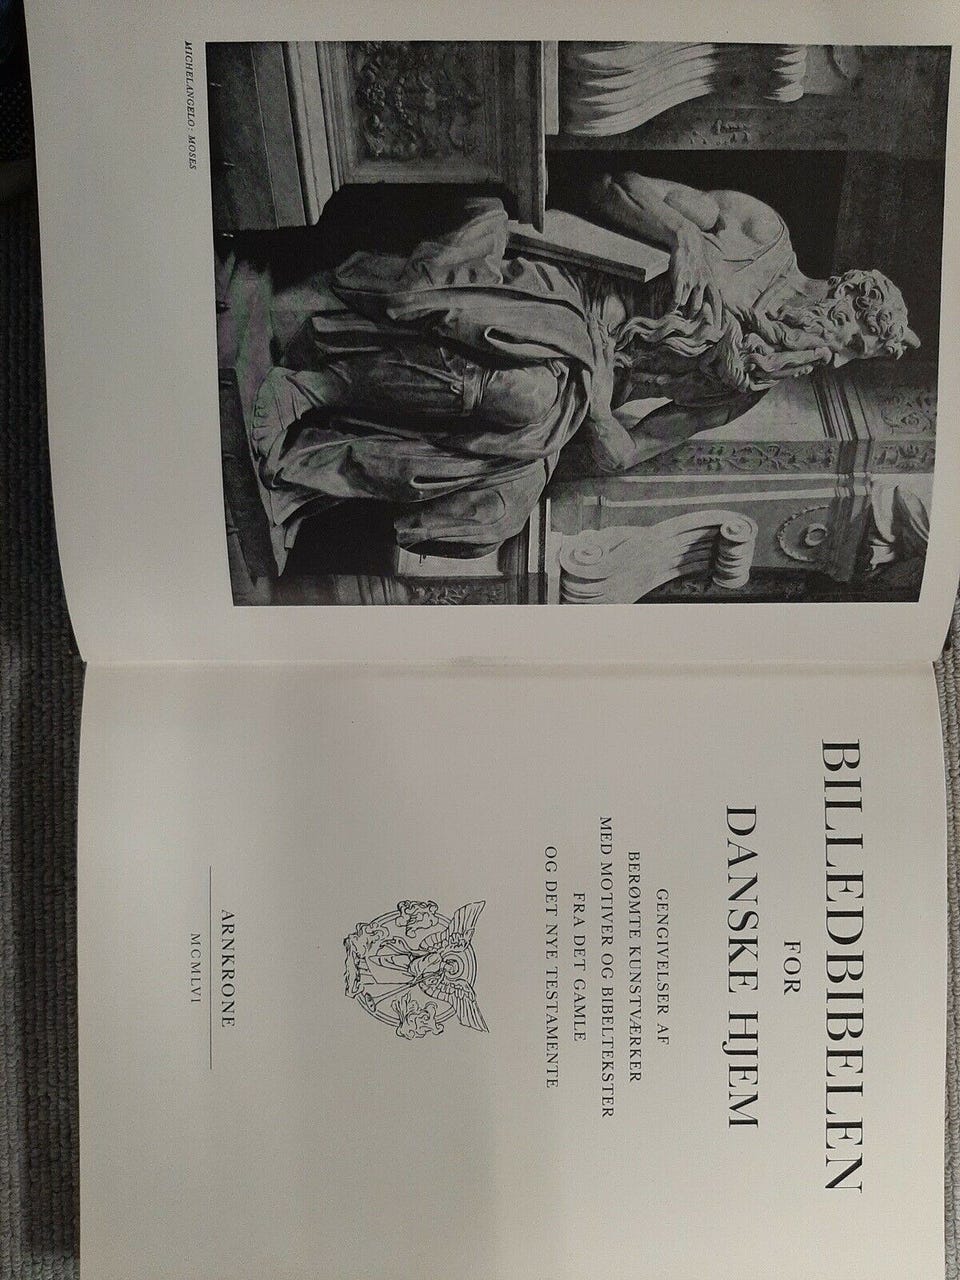 MICHELANGELO: MOSES
BILLEDBIBELEN
FOR
DANSKE HJEM
GENGIVELSER AF
BERØMTE KUNSTVÆRKER
MED MOTIVER OG BIBELTEKSTER
FRA DET GAMLE
OG DET NYE TESTAMENTE
ARNKRONE
MCMLVI